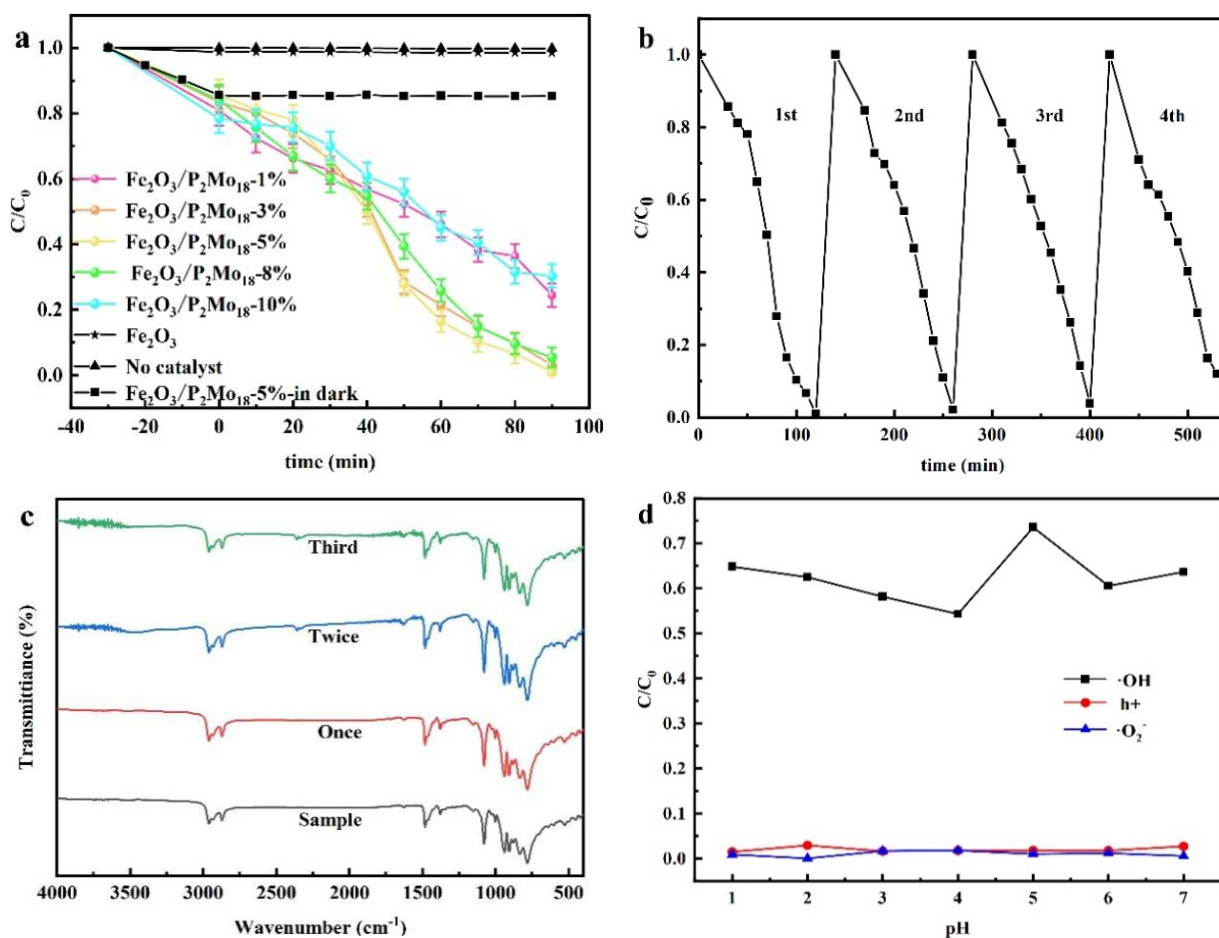 a
C/C₀
1.0
0.8
0.6
0.4
0.2
0.0
Fe₂O₃/P₂Mo₁₈-1%
Fe₂O₃/P₂Mo₁₈-3%
Fe₂O₃/P₂Mo₁₈-5%
Fe₂O₃/P₂Mo₁₈-8%
Fe₂O₃/P₂Mo₁₈-10%
Fe₂O₃
No catalyst
Fe₂O₃/P₂Mo₁₈-5%-in dark
-40 -20 0 20 40 60 80 100
time (min)
b
C/C₀
1.0
0.8
0.6
0.4
0.2
0.0
1st 2nd 3rd 4th
0 100 200 300 400 500
time (min)
c
Transmittiance (%)
Third
Twice
Once
Sample
4000 3500 3000 2500 2000 1500 1000 500
Wavenumber (cm⁻¹)
d
C/C₀
0.8
0.7
0.6
0.5
0.4
0.3
0.2
0.1
0.0
·OH
h+
·O₂⁻
1 2 3 4 5 6 7
pH